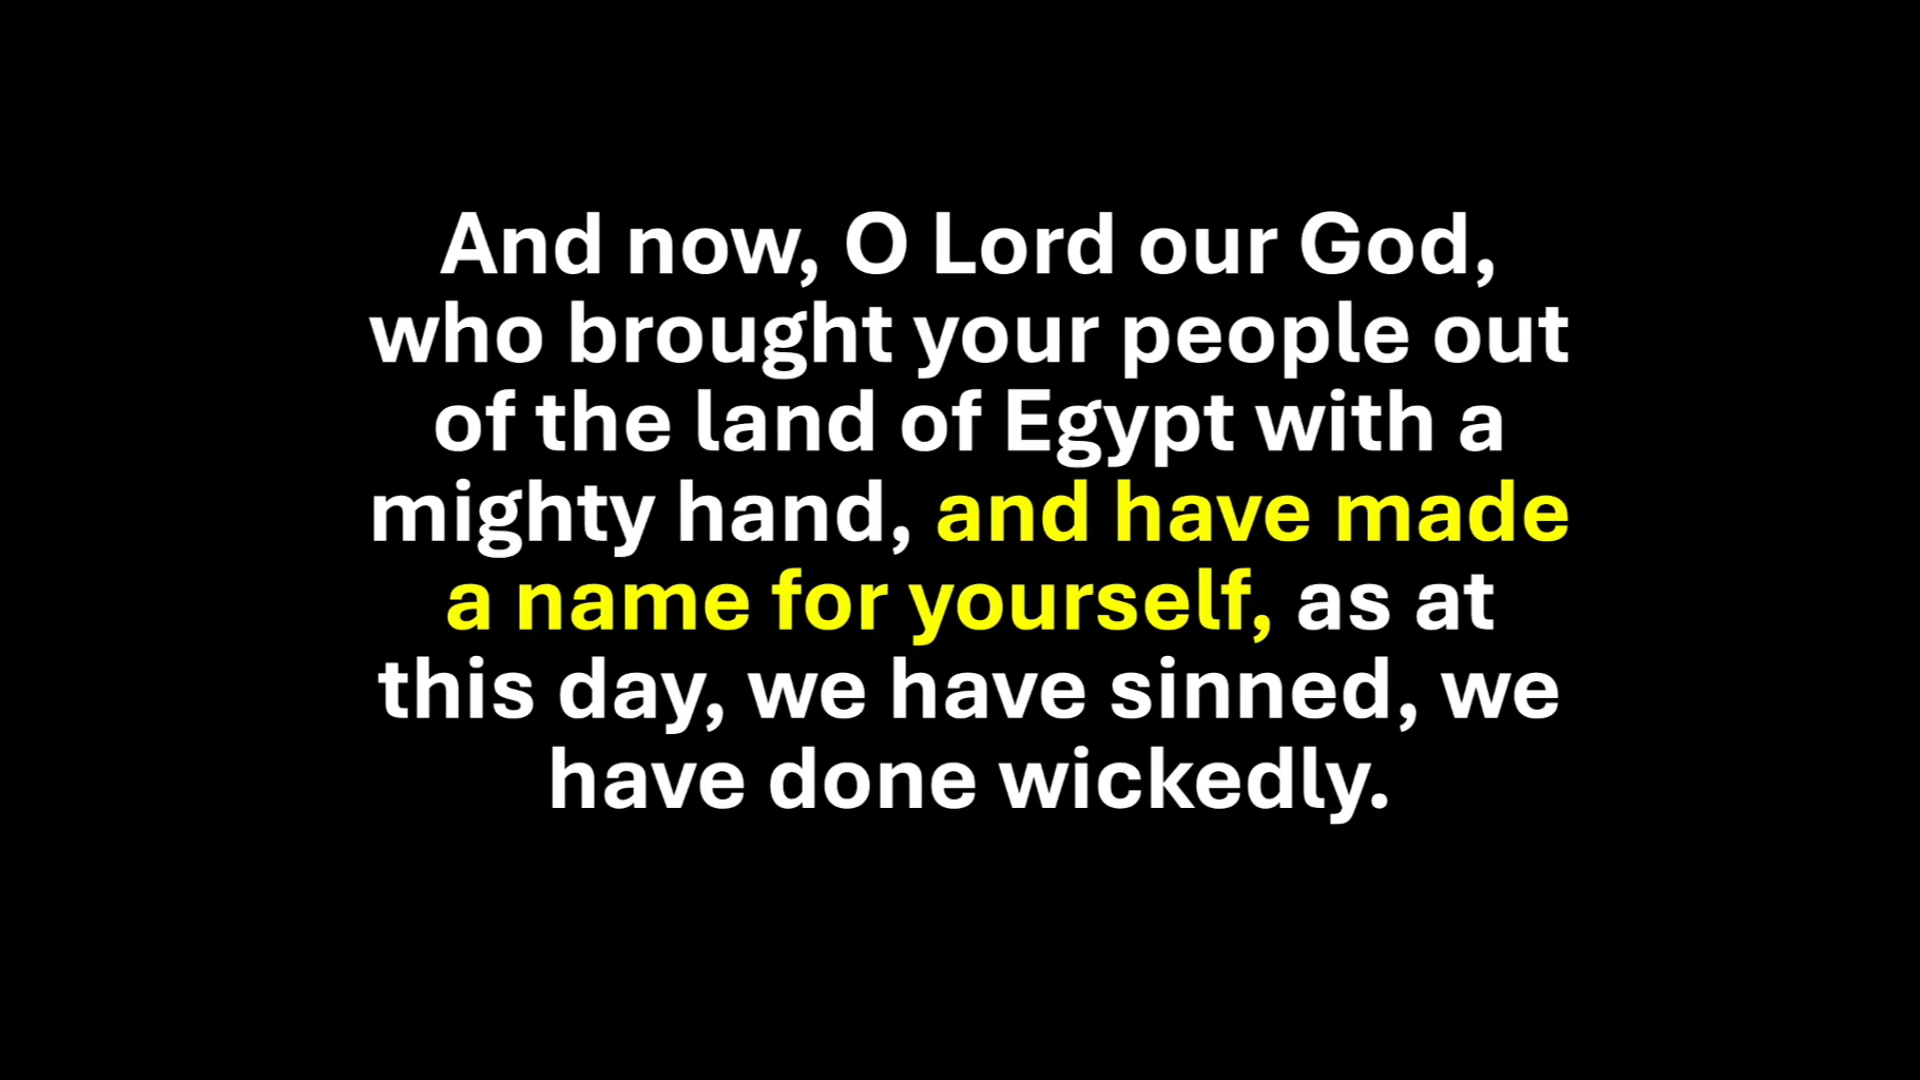 And now, O Lord our God,
who brought your people out
of the land of Egypt with a
mighty hand, and have made
a name for yourself, as at
this day, we have sinned, we
have done wickedly.